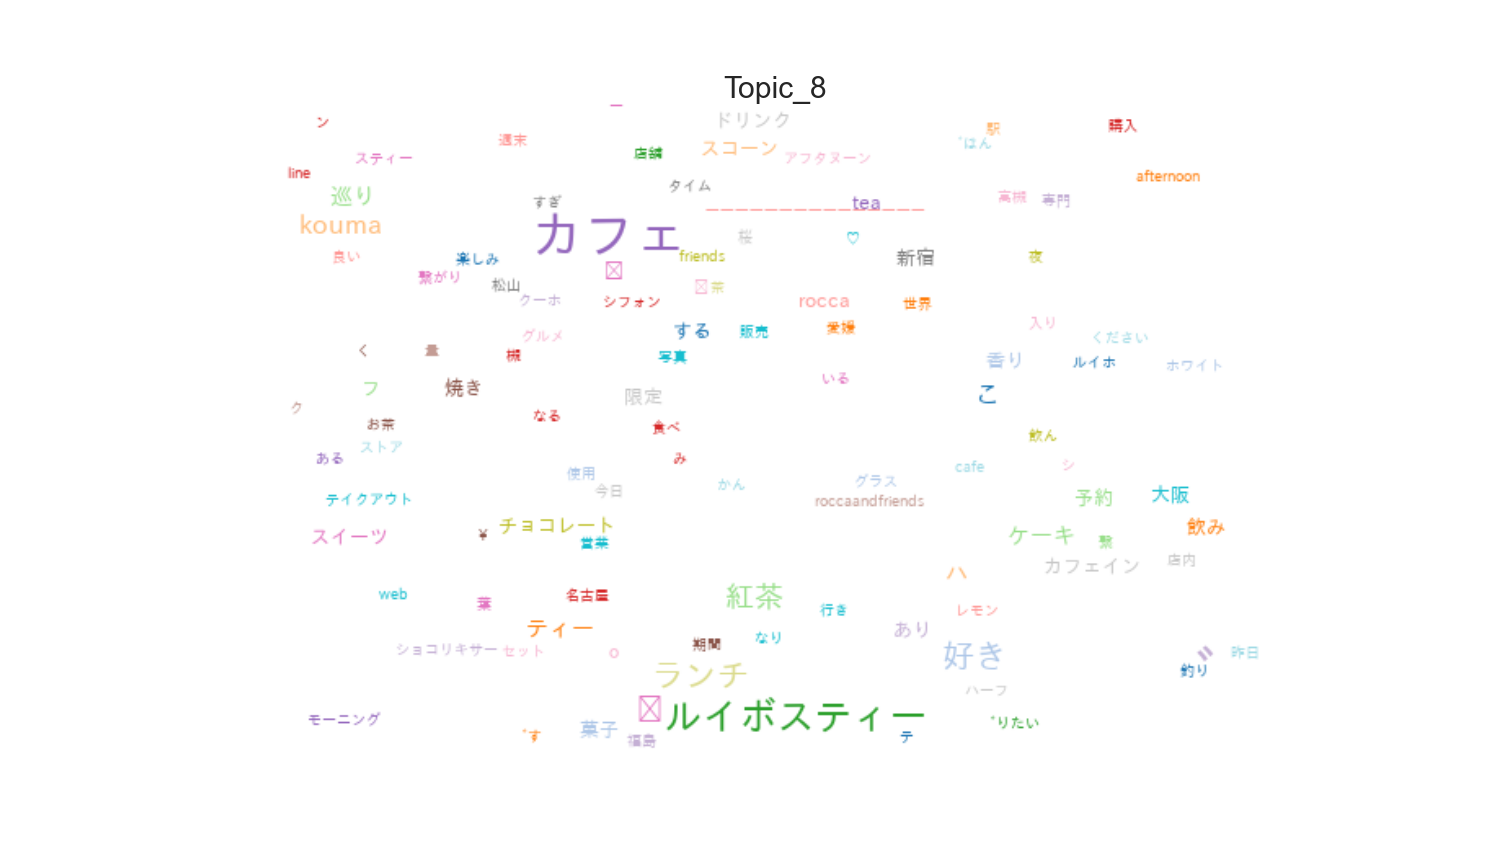 Topic_8
ー
ン
ドリンク
駅
購入
週末
スコーン
゛はん
店舗
スティー
アフタヌーン
line
afternoon
タイム
巡り
高槻
専門
すぎ
tea
______________
kouma
カフェ
桜
♡
良い
楽しみ
friends
新宿
夜
繋がり
松山
茶
クーホ
シフォン
rocca
世界
グルメ
する
販売
愛媛
入り
ください
く
量
槻
写真
香り
ルイホ
ホワイト
フ
焼き
いる
限定
こ
ク
なる
お茶
食べ
飲ん
ある
ストア
み
cafe
シ
使用
今日
かん
グラス
テイクアウト
roccaandfriends
予約
大阪
スイーツ
¥
チョコレート
営業
ケーキ
繋
飲み
カフェイン
店内
ハ
web
葉
名古屋
紅茶
行き
レモン
ティー
期間
なり
あり
ショコリキサー
セット
o
好き
昨日
釣り
ランチ
ハーフ
モーニング
ルイボスティー
゛りたい
゛す
菓子
福島
テ